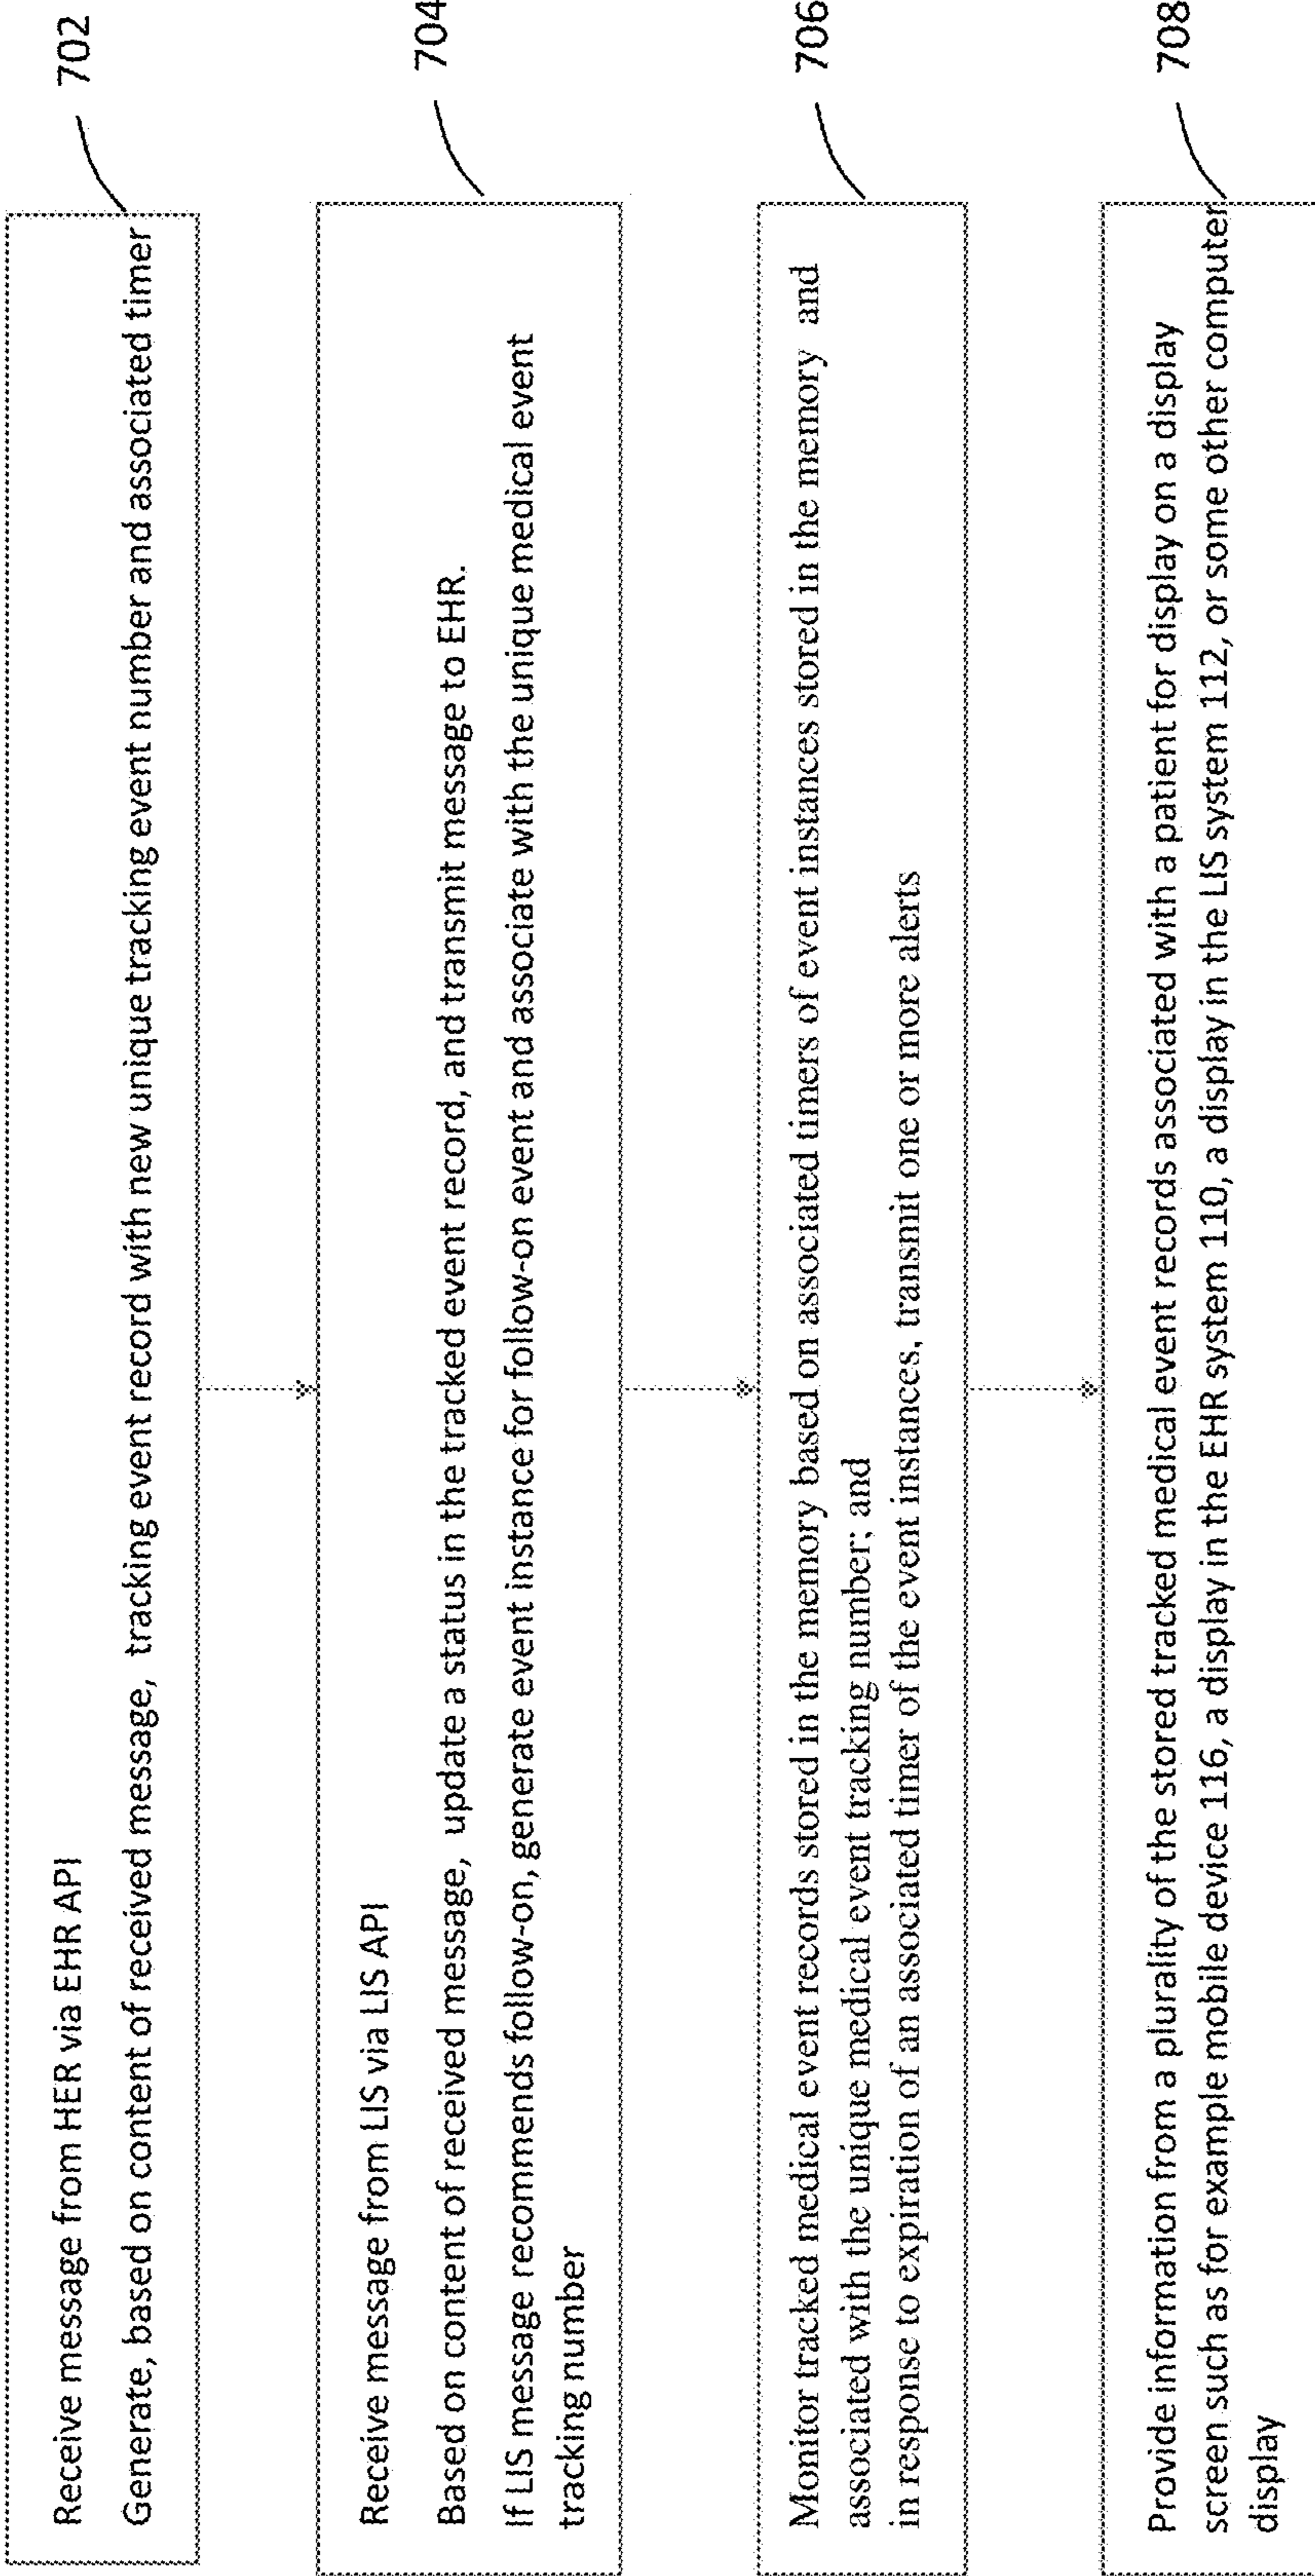 Receive message from HER via EHR API
Generate, based on content of received message, tracking event record with new unique tracking event number and associated timer
702
Receive message from LIS via LIS API
Based on content of received message, update a status in the tracked event record, and transmit message to EHR.
If LIS message recommends follow-on, generate event instance for follow-on event and associate with the unique medical event
tracking number
704
Monitor tracked medical event records stored in the memory based on associated timers of event instances stored in the memory and
associated with the unique medical event tracking number; and
in response to expiration of an associated timer of the event instances, transmit one or more alerts
706
Provide information from a plurality of the stored tracked medical event records associated with a patient for display on a display
screen such as for example mobile device 116, a display in the EHR system 110, a display in the LIS system 112, or some other computer
display
708